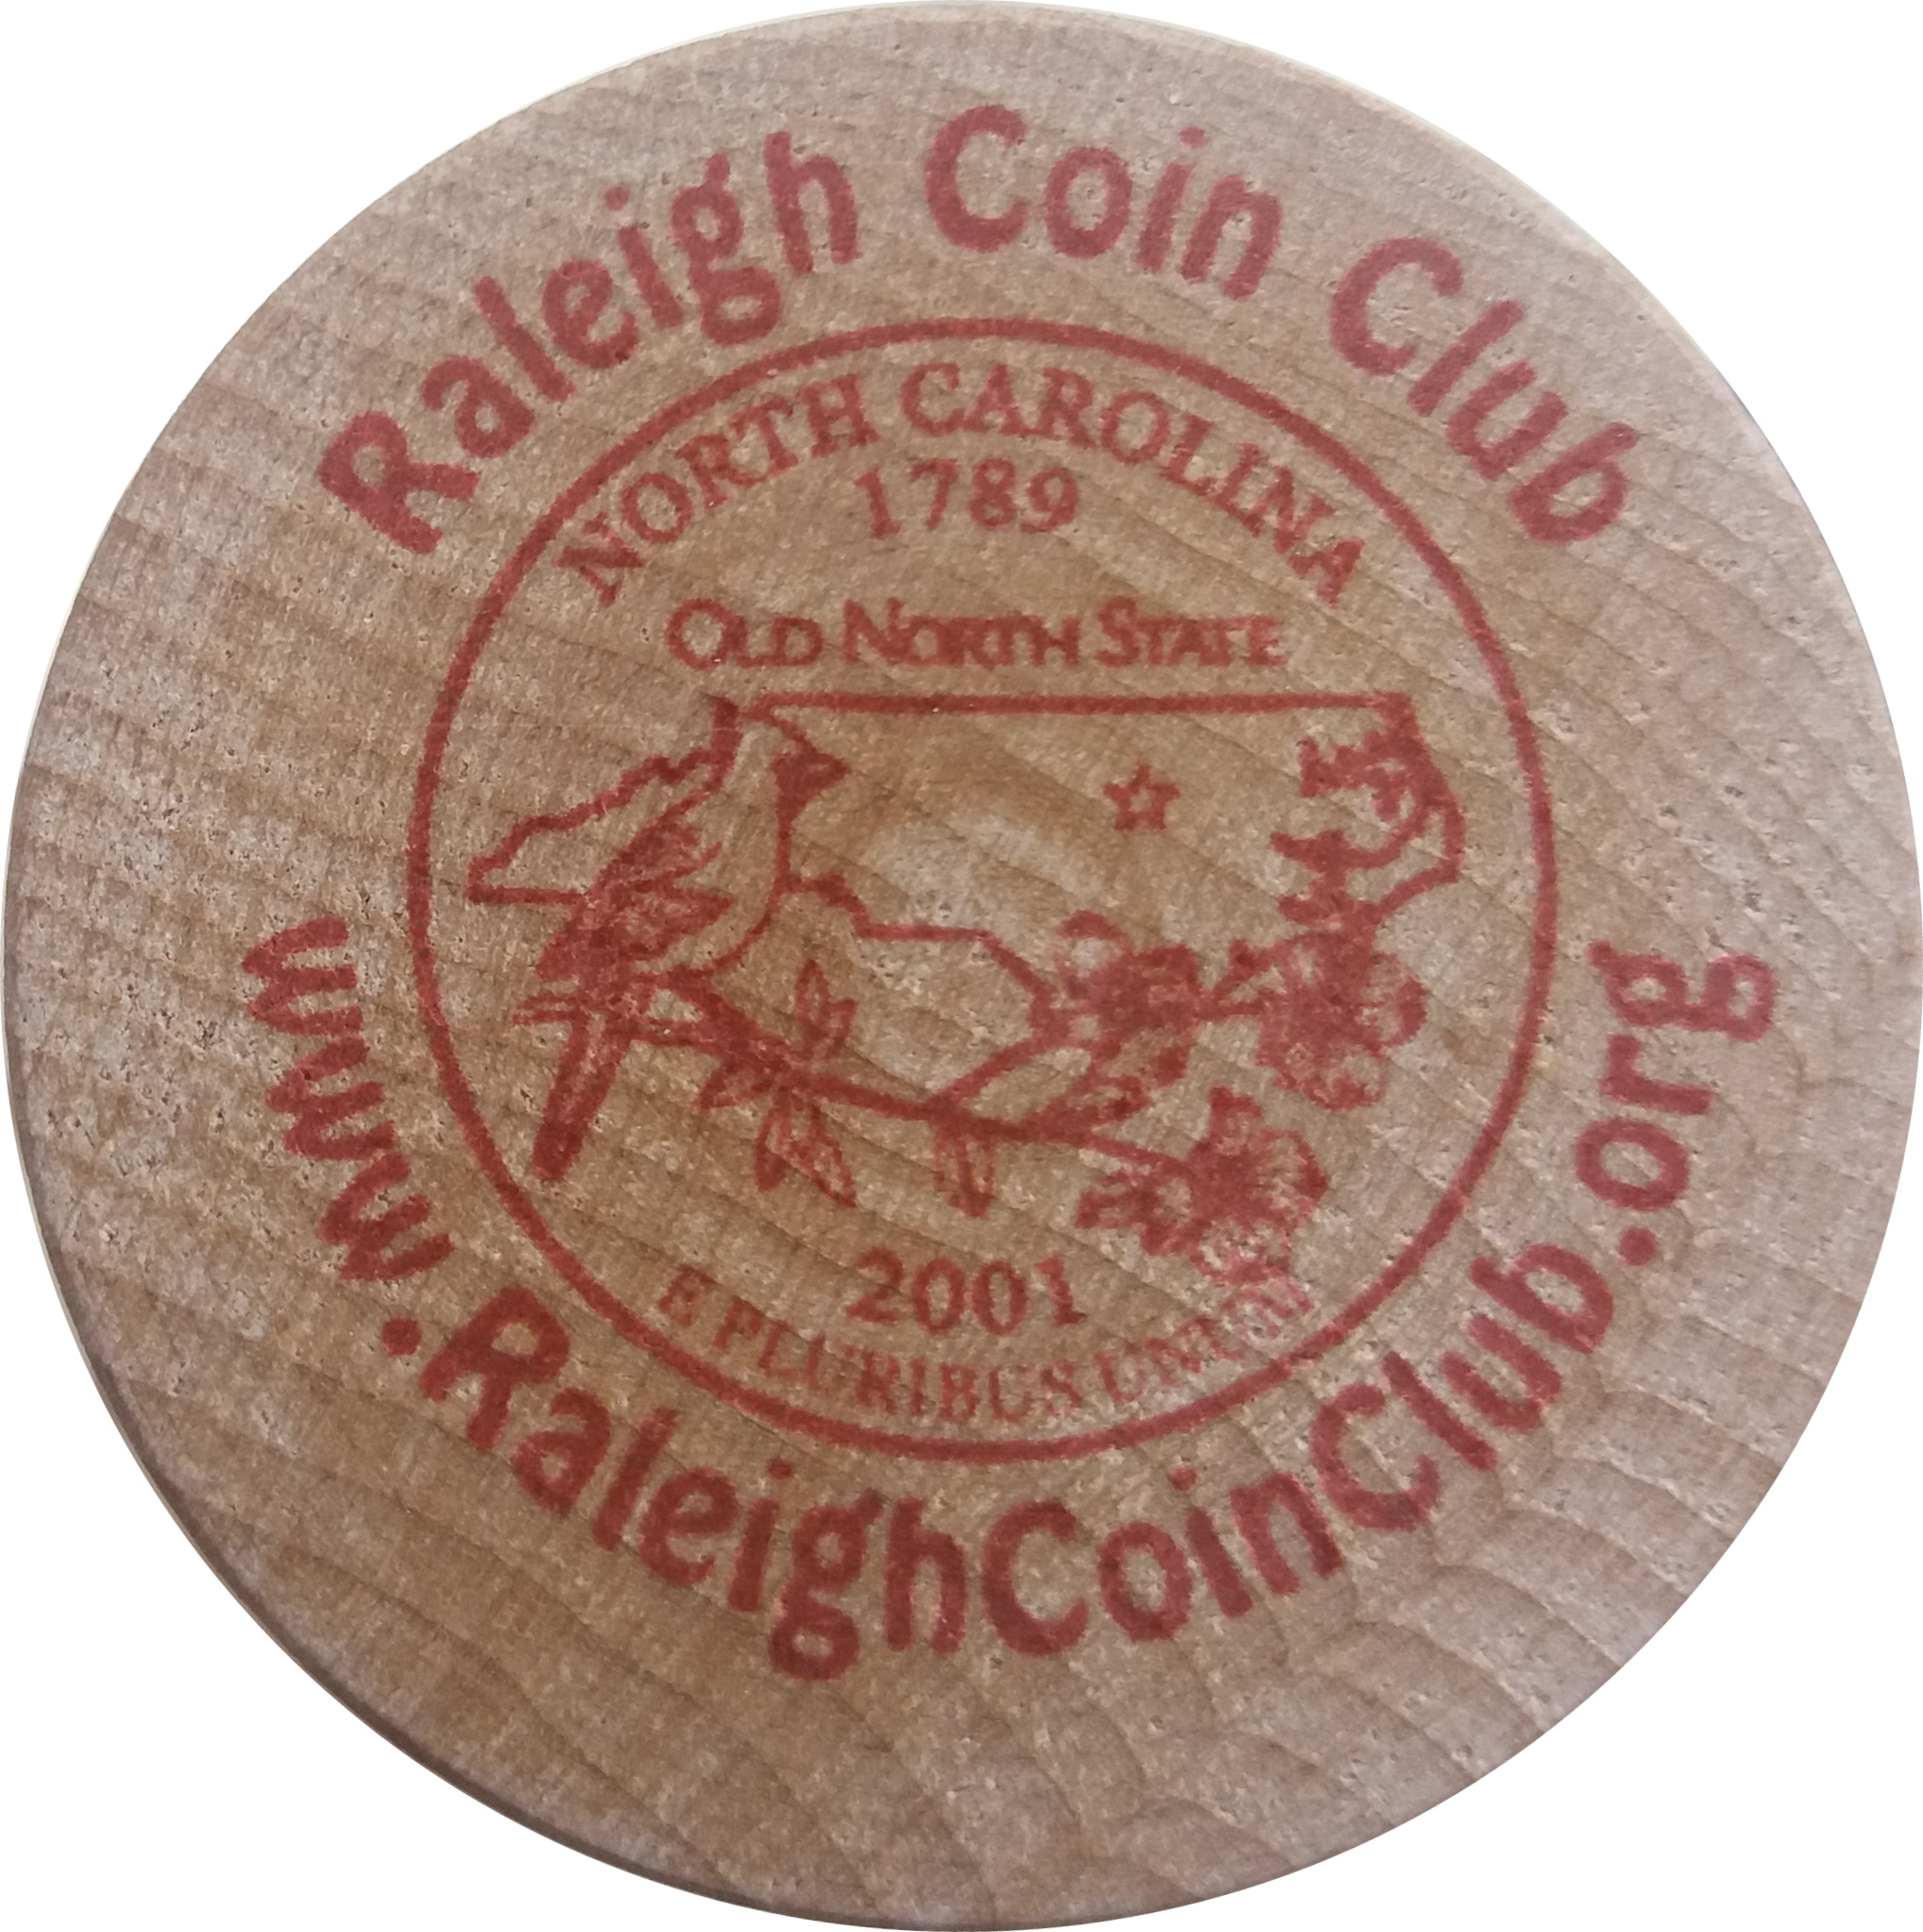 Raleigh Coin Club
NORTH CAROLINA
1789
OLD NORTH STATE
2001
E PLURIBUS UNUM
www.RaleighCoinClub.org